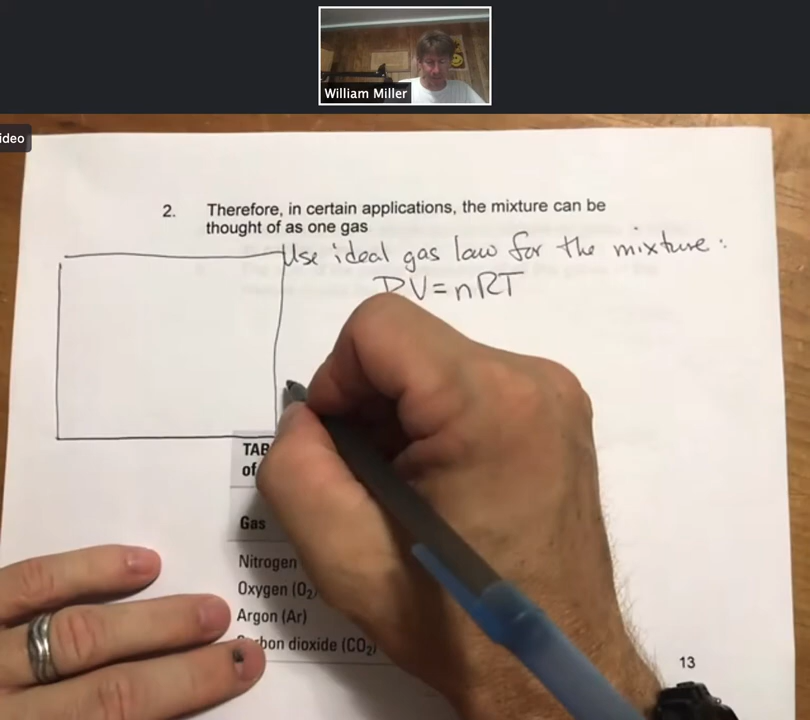 William Miller
ideo
2. Therefore, in certain applications, the mixture can be
thought of as one gas
Use ideal gas law for the mixture:
PV=nRT
TAB
of
Gas
Nitrogen
Oxygen (O2)
Argon (Ar)
Carbon dioxide (CO2)
13